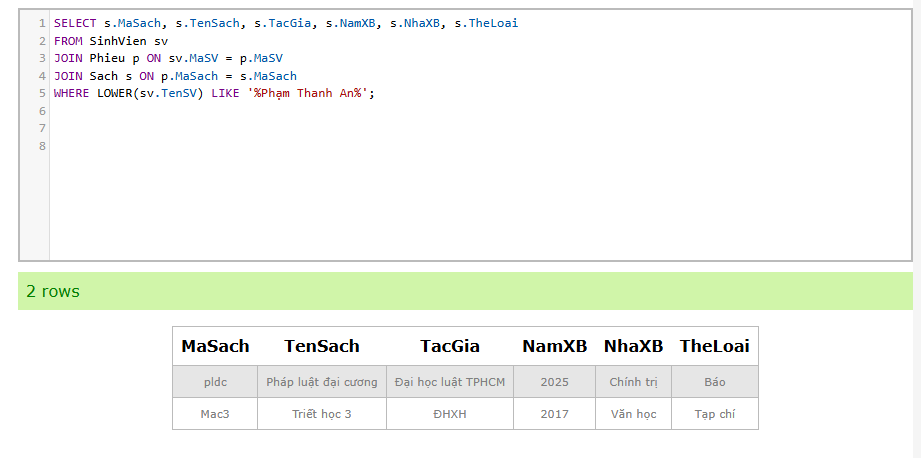 1 SELECT s.MaSach, s.TenSach, s.TacGia, s.NamXB, s.NhaXB, s.TheLoai
2 FROM SinhVien sv
3 JOIN Phieu p ON sv.MaSV = p.MaSV
4 JOIN Sach s ON p.MaSach = s.MaSach
5 WHERE LOWER(sv.TenSV) LIKE '%Phạm Thanh An%';
6
7
8
2 rows
MaSach TenSach TacGia NamXB NhaXB TheLoai
pldc Pháp luật đại cương Đại học luật TPHCM 2025 Chính trị Báo
Mac3 Triết học 3 ĐHXH 2017 Văn học Tạp chí